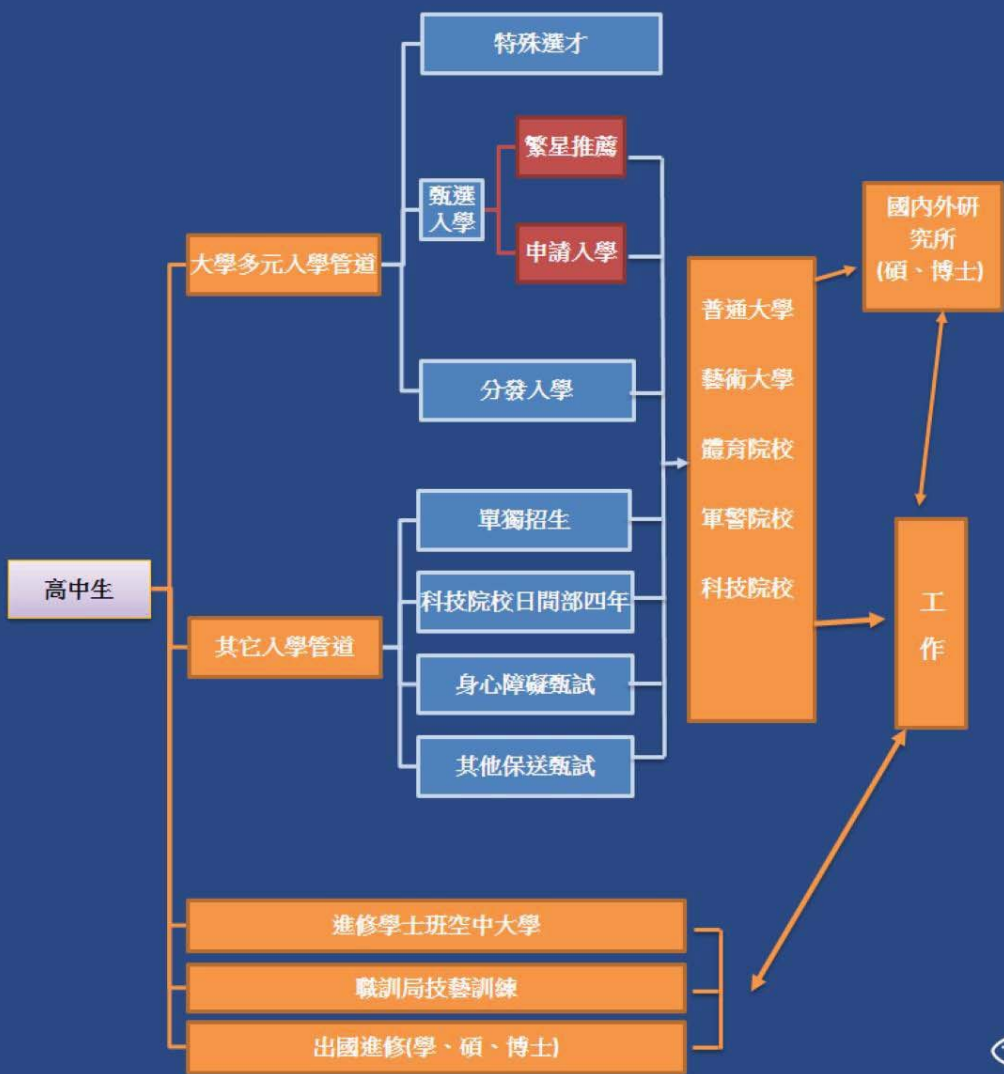 特殊選才
繁星推薦
甄選
入學
申請入學
大學多元入學管道
分發入學
國內外研
究所
(碩、博士)
普通大學
藝術大學
體育院校
軍警院校
科技院校
單獨招生
科技院校日間部四年
身心障礙甄試
其他保送甄試
高中生
其它入學管道
工
作
進修學士班空中大學
職訓局技藝訓練
出國進修(學、碩、博士)